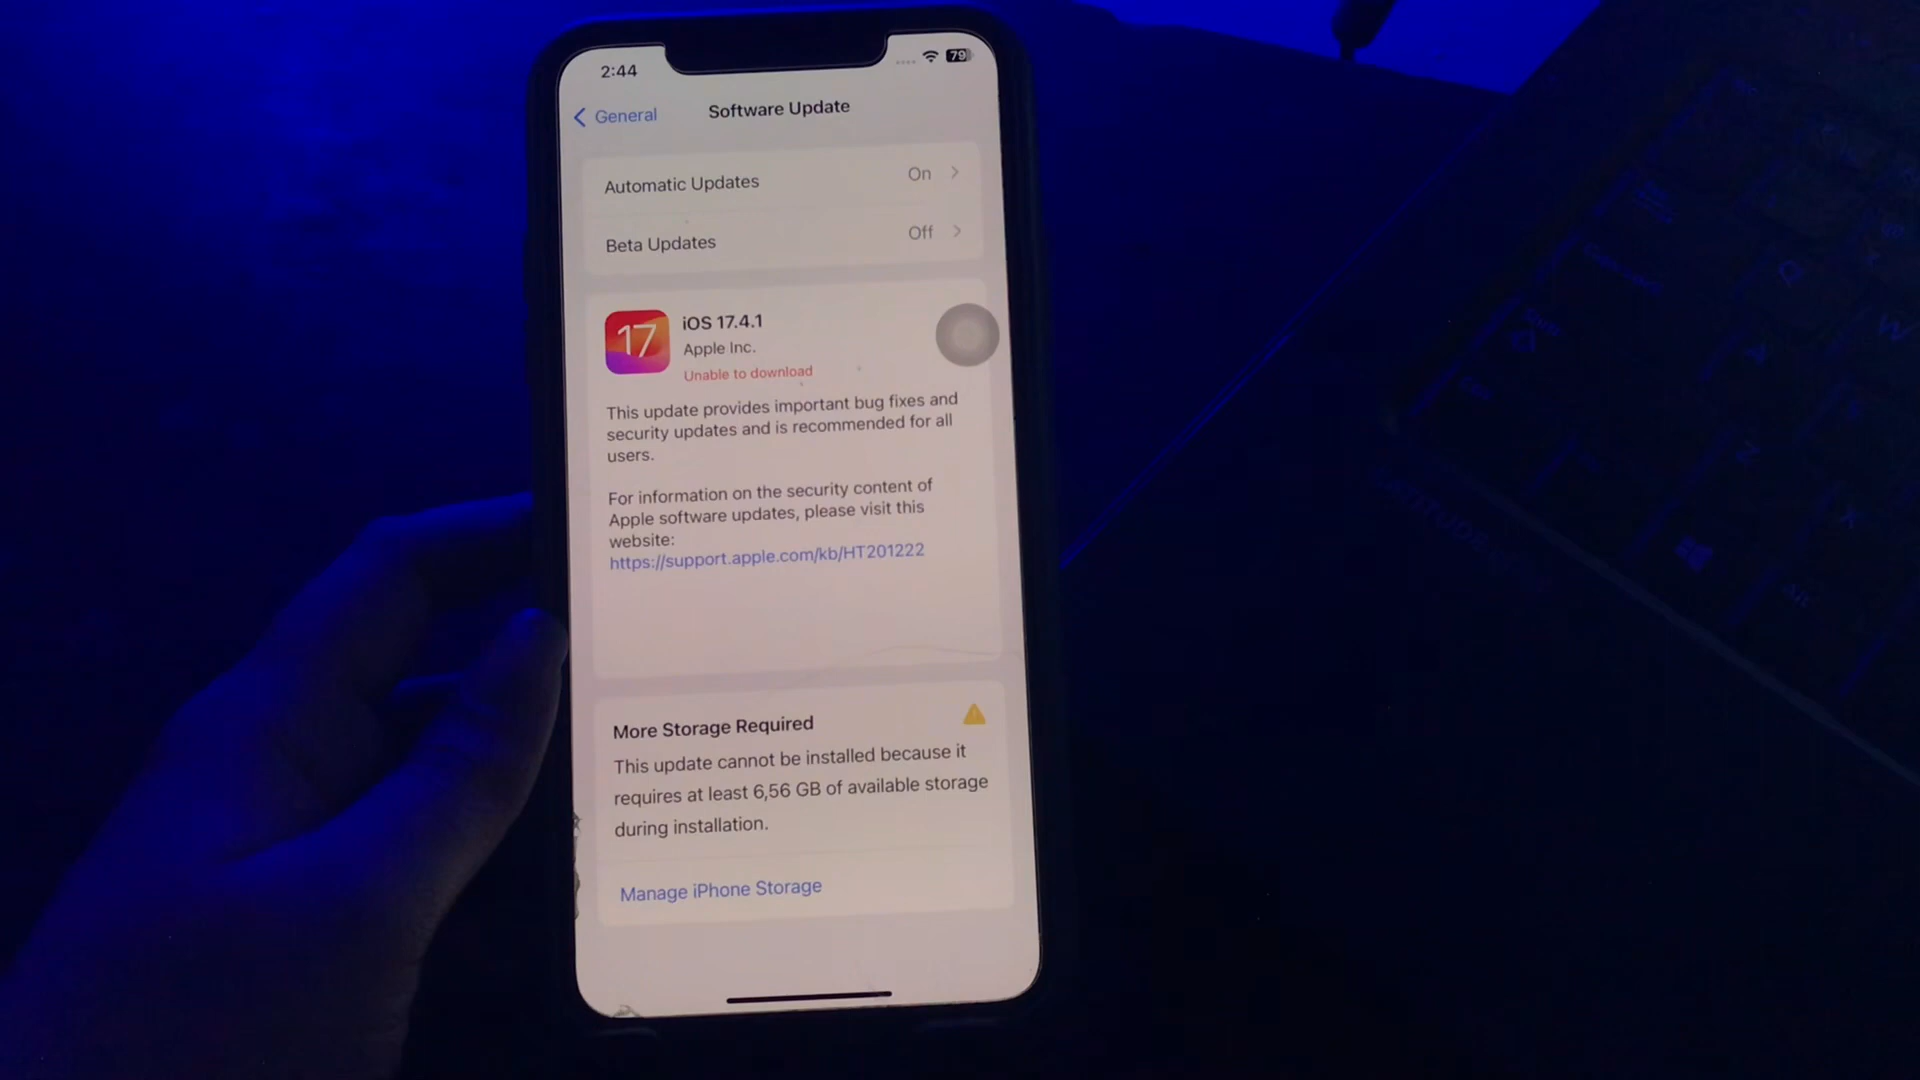 2:44
79
General
Software Update
Automatic Updates
On
Beta Updates
Off
17
iOS 17.4.1
Apple Inc.
Unable to download
This update provides important bug fixes and
security updates and is recommended for all
users.
For information on the security content of
Apple software updates, please visit this
website:
https://support.apple.com/kb/HT201222
More Storage Required
This update cannot be installed because it
requires at least 6,56 GB of available storage
during installation.
Manage iPhone Storage
Z
X
Alt